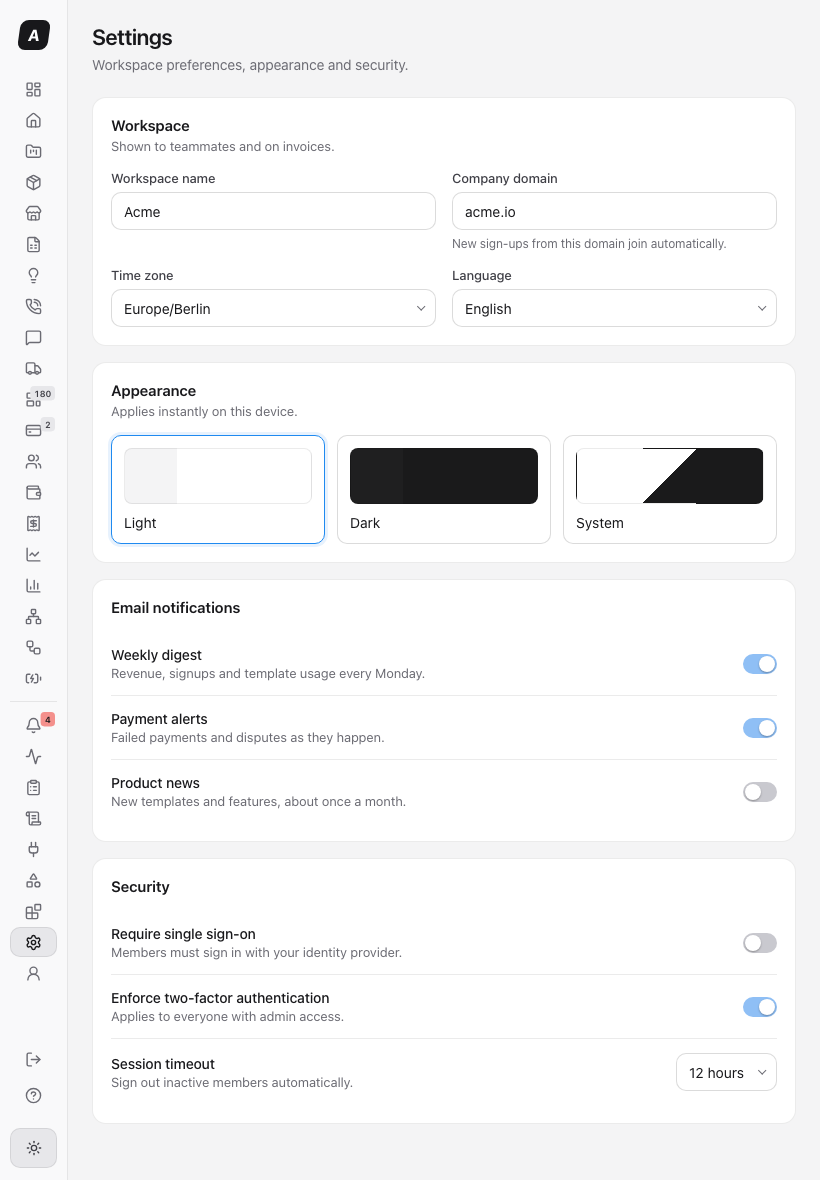 A
Settings
Workspace preferences, appearance and security.
Workspace
Shown to teammates and on invoices.
Workspace name
Company domain
Acme
acme.io
New sign-ups from this domain join automatically.
Time zone
Language
Europe/Berlin
English
Appearance
Applies instantly on this device.
180
2
Light
Dark
System
Email notifications
Weekly digest
Revenue, signups and template usage every Monday.
Payment alerts
4
Failed payments and disputes as they happen.
Product news
New templates and features, about once a month.
Security
Require single sign-on
Members must sign in with your identity provider.
Enforce two-factor authentication
Applies to everyone with admin access.
Session timeout
Sign out inactive members automatically.
12 hours